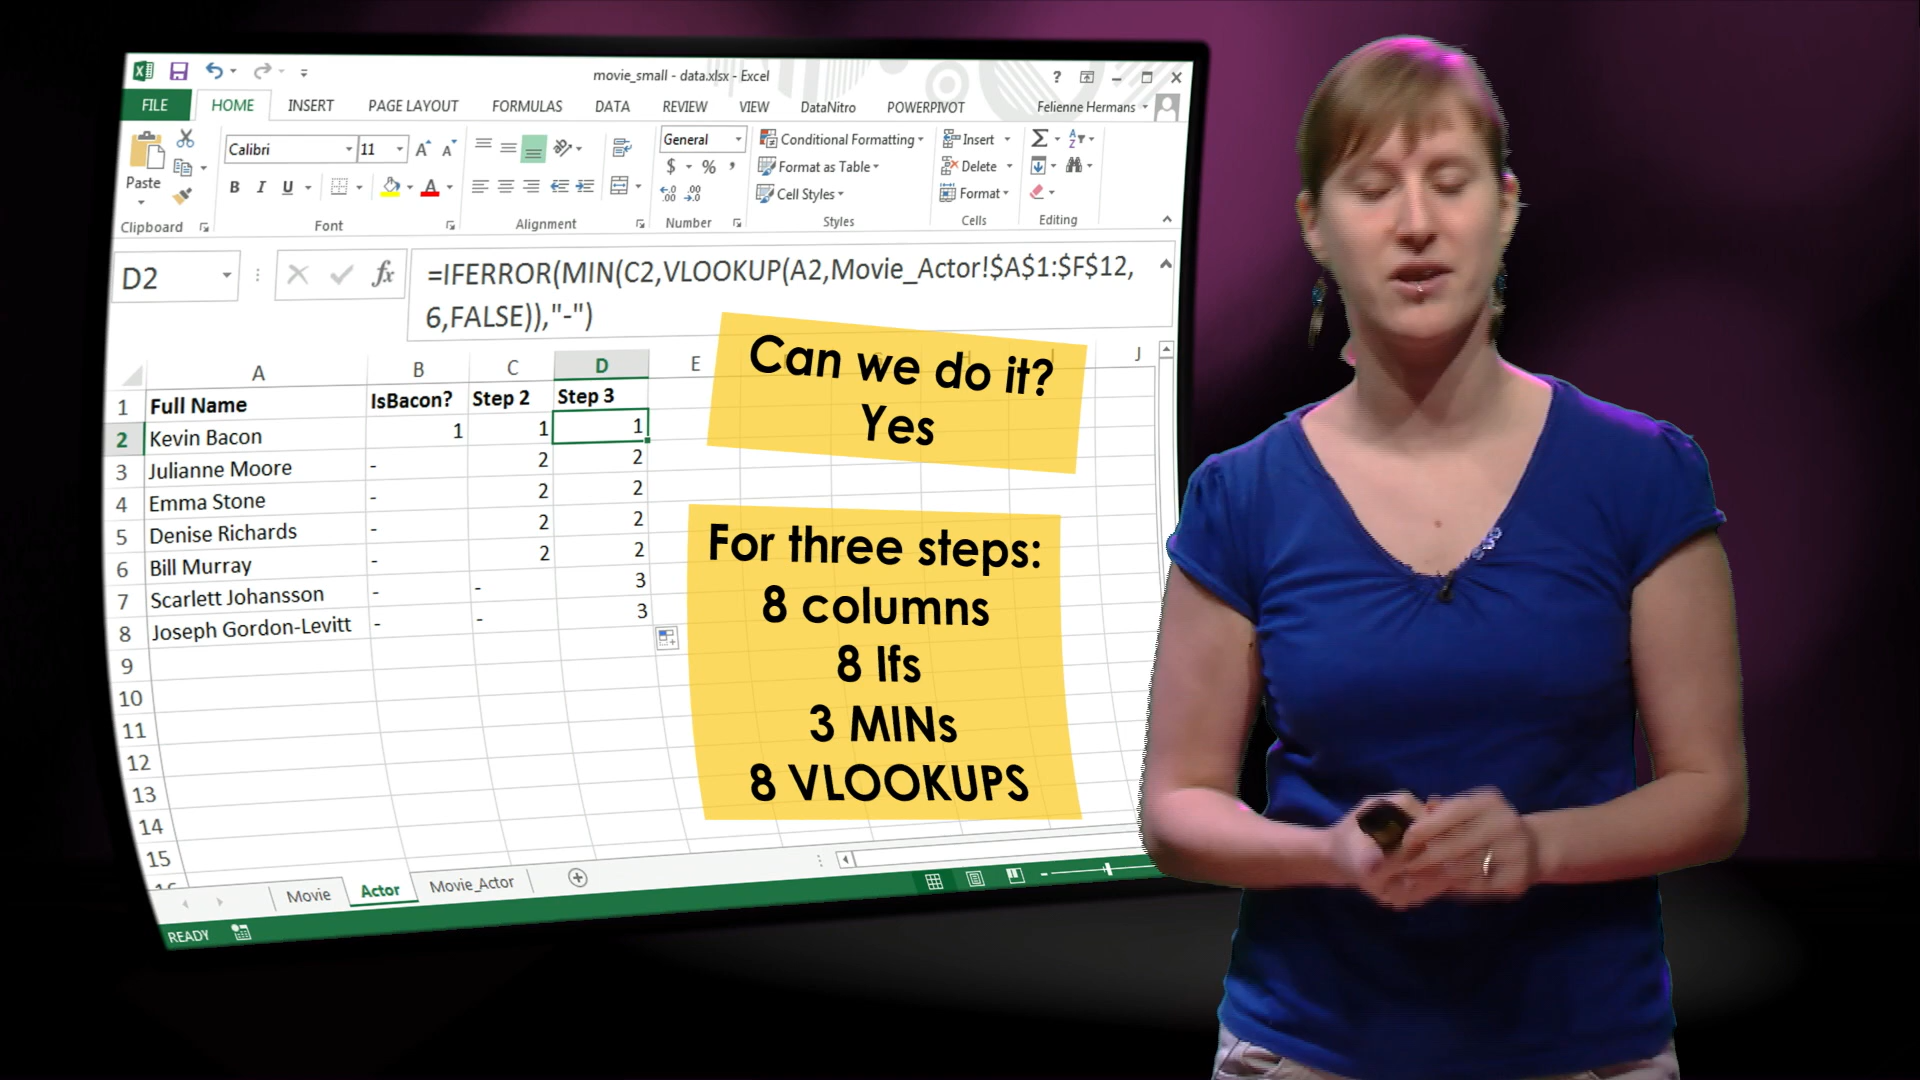 movie_small - data.xlsx - Excel
FILE HOME INSERT PAGE LAYOUT FORMULAS DATA REVIEW VIEW DataNitro POWERPIVOT Felienne Hermans
Calibri 11 General Conditional Formatting Insert
Paste $ % Format as Table Delete
B I U Cell Styles Format
Clipboard Font Alignment Number Styles Cells Editing
D2 fx =IFERROR(MIN(C2,VLOOKUP(A2,Movie_Actor!$A$1:$F$12,
6,FALSE)),"-")
A B C D E J
1 Full Name IsBacon? Step 2 Step 3
2 Kevin Bacon 1 1 1
3 Julianne Moore - 2 2
4 Emma Stone - 2 2
5 Denise Richards - 2 2
6 Bill Murray - 2 2
7 Scarlett Johansson - - 3
8 Joseph Gordon-Levitt - - 3
9
10
11
12
13
14
15
Can we do it?
Yes
For three steps:
8 columns
8 Ifs
3 MINs
8 VLOOKUPS
Movie Actor Movie_Actor
READY